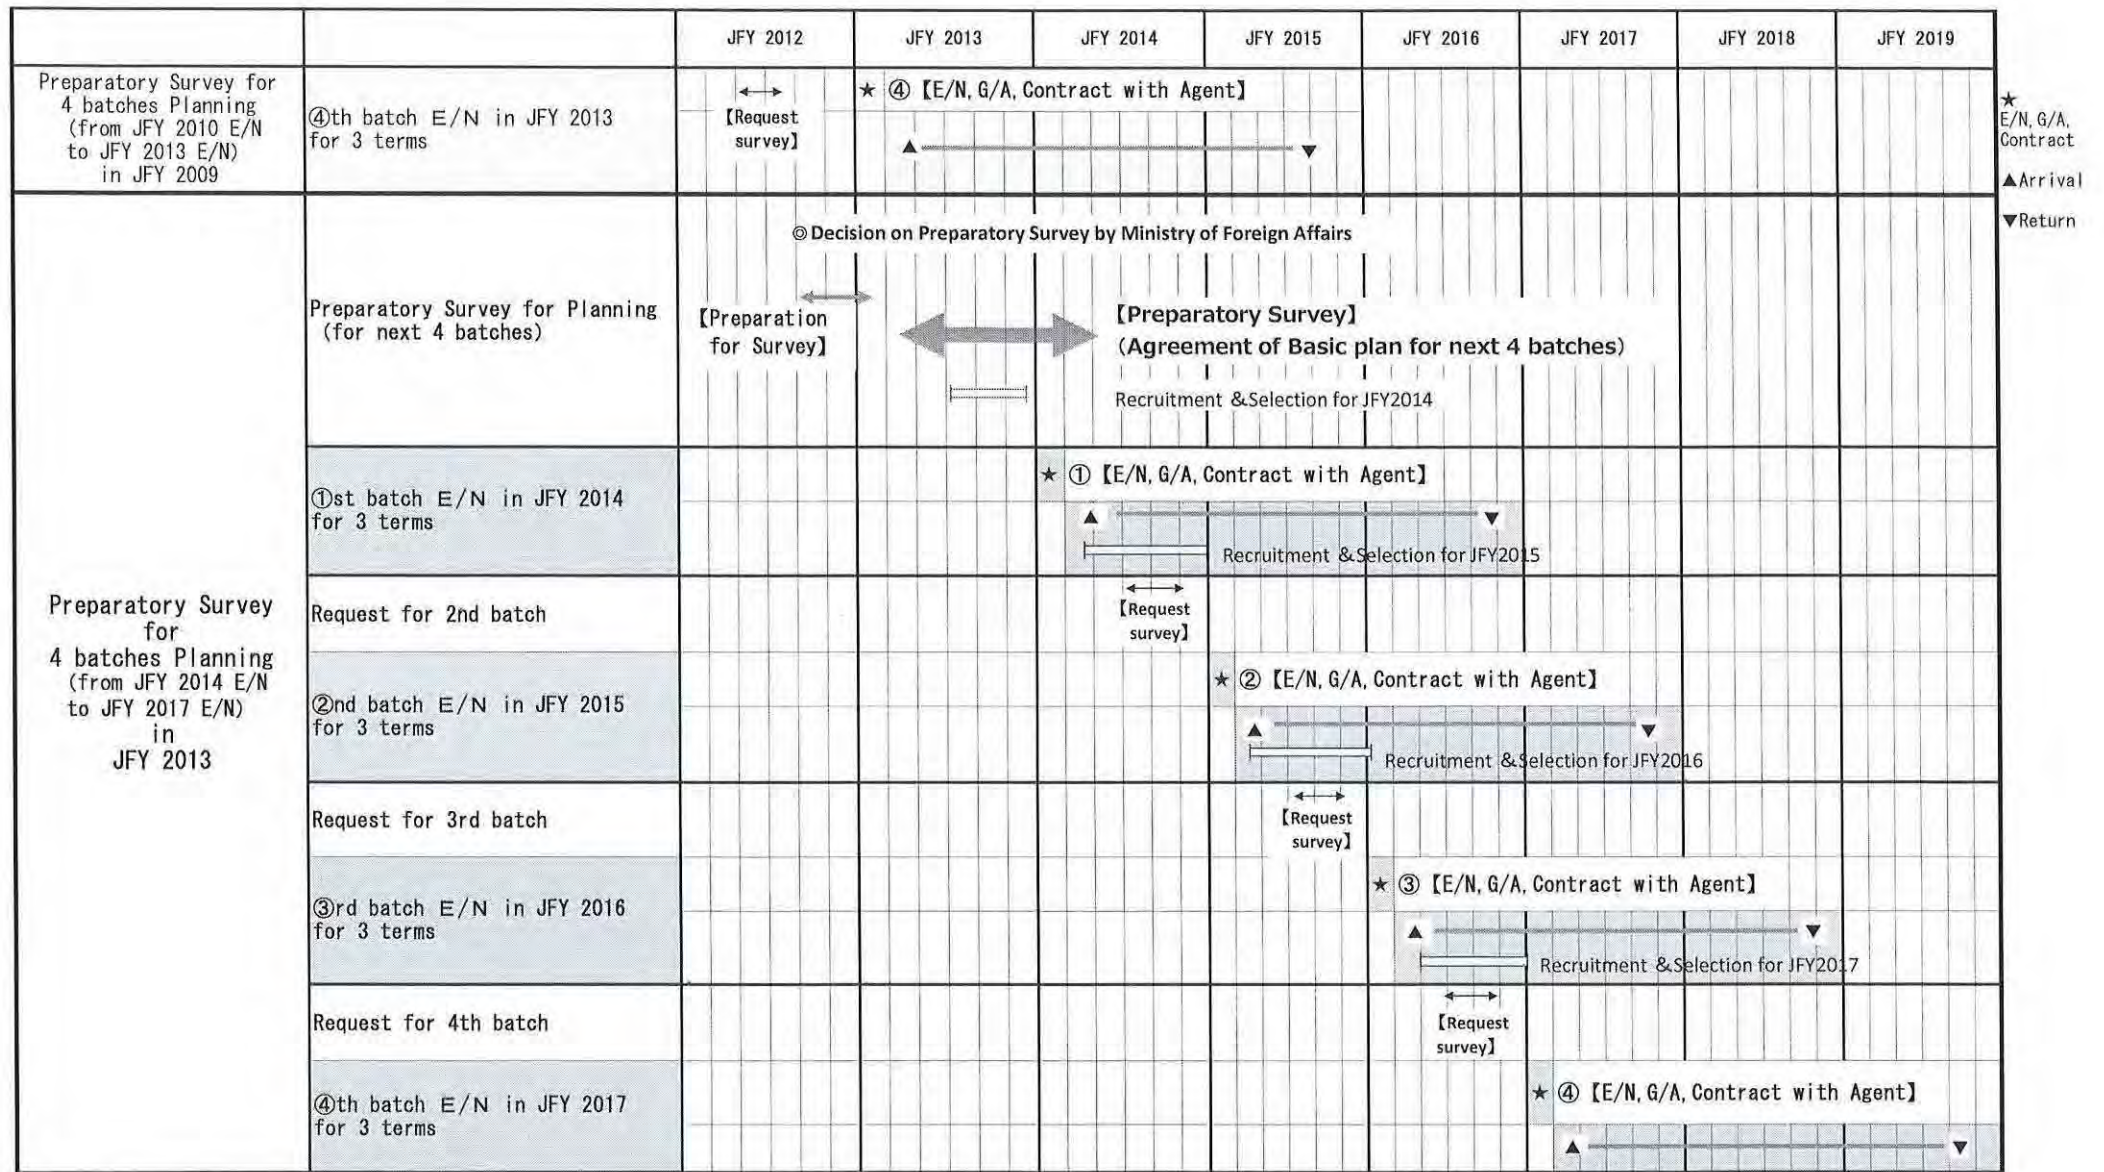 JFY 2012 JFY 2013 JFY 2014 JFY 2015 JFY 2016 JFY 2017 JFY 2018 JFY 2019
Preparatory Survey for
4 batches Planning
(from JFY 2010 E/N
to JFY 2013 E/N)
in JFY 2009
④th batch E/N in JFY 2013
for 3 terms
【Request
survey】
★ ④【E/N, G/A, Contract with Agent】
▲ ▼
★
E/N, G/A,
Contract
▲Arrival
▼Return
Preparatory Survey
for
4 batches Planning
(from JFY 2014 E/N
to JFY 2017 E/N)
in
JFY 2013
Preparatory Survey for Planning
(for next 4 batches)
◎Decision on Preparatory Survey by Ministry of Foreign Affairs
【Preparation
for Survey】
【Preparatory Survey】
(Agreement of Basic plan for next 4 batches)
Recruitment &Selection for JFY2014
①st batch E/N in JFY 2014
for 3 terms
★ ①【E/N, G/A, Contract with Agent】
▲ ▼
Recruitment &Selection for JFY2015
Request for 2nd batch
【Request
survey】
②nd batch E/N in JFY 2015
for 3 terms
★ ②【E/N, G/A, Contract with Agent】
▲ ▼
Recruitment &Selection for JFY2016
Request for 3rd batch
【Request
survey】
③rd batch E/N in JFY 2016
for 3 terms
★ ③【E/N, G/A, Contract with Agent】
▲ ▼
Recruitment &Selection for JFY2017
Request for 4th batch
【Request
survey】
④th batch E/N in JFY 2017
for 3 terms
★ ④【E/N, G/A, Contract with Agent】
▲ ▼